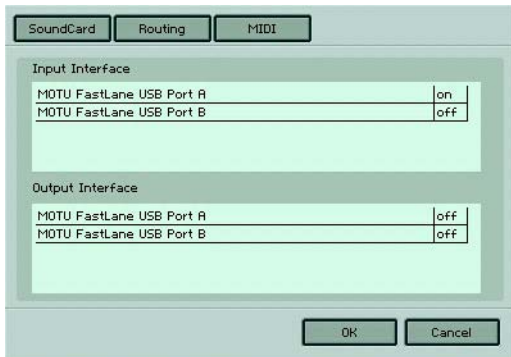 SoundCard Routing MIDI
Input Interface
MOTU FastLane USB Port A on
MOTU FastLane USB Port B off
Output Interface
MOTU FastLane USB Port A off
MOTU FastLane USB Port B off
OK Cancel